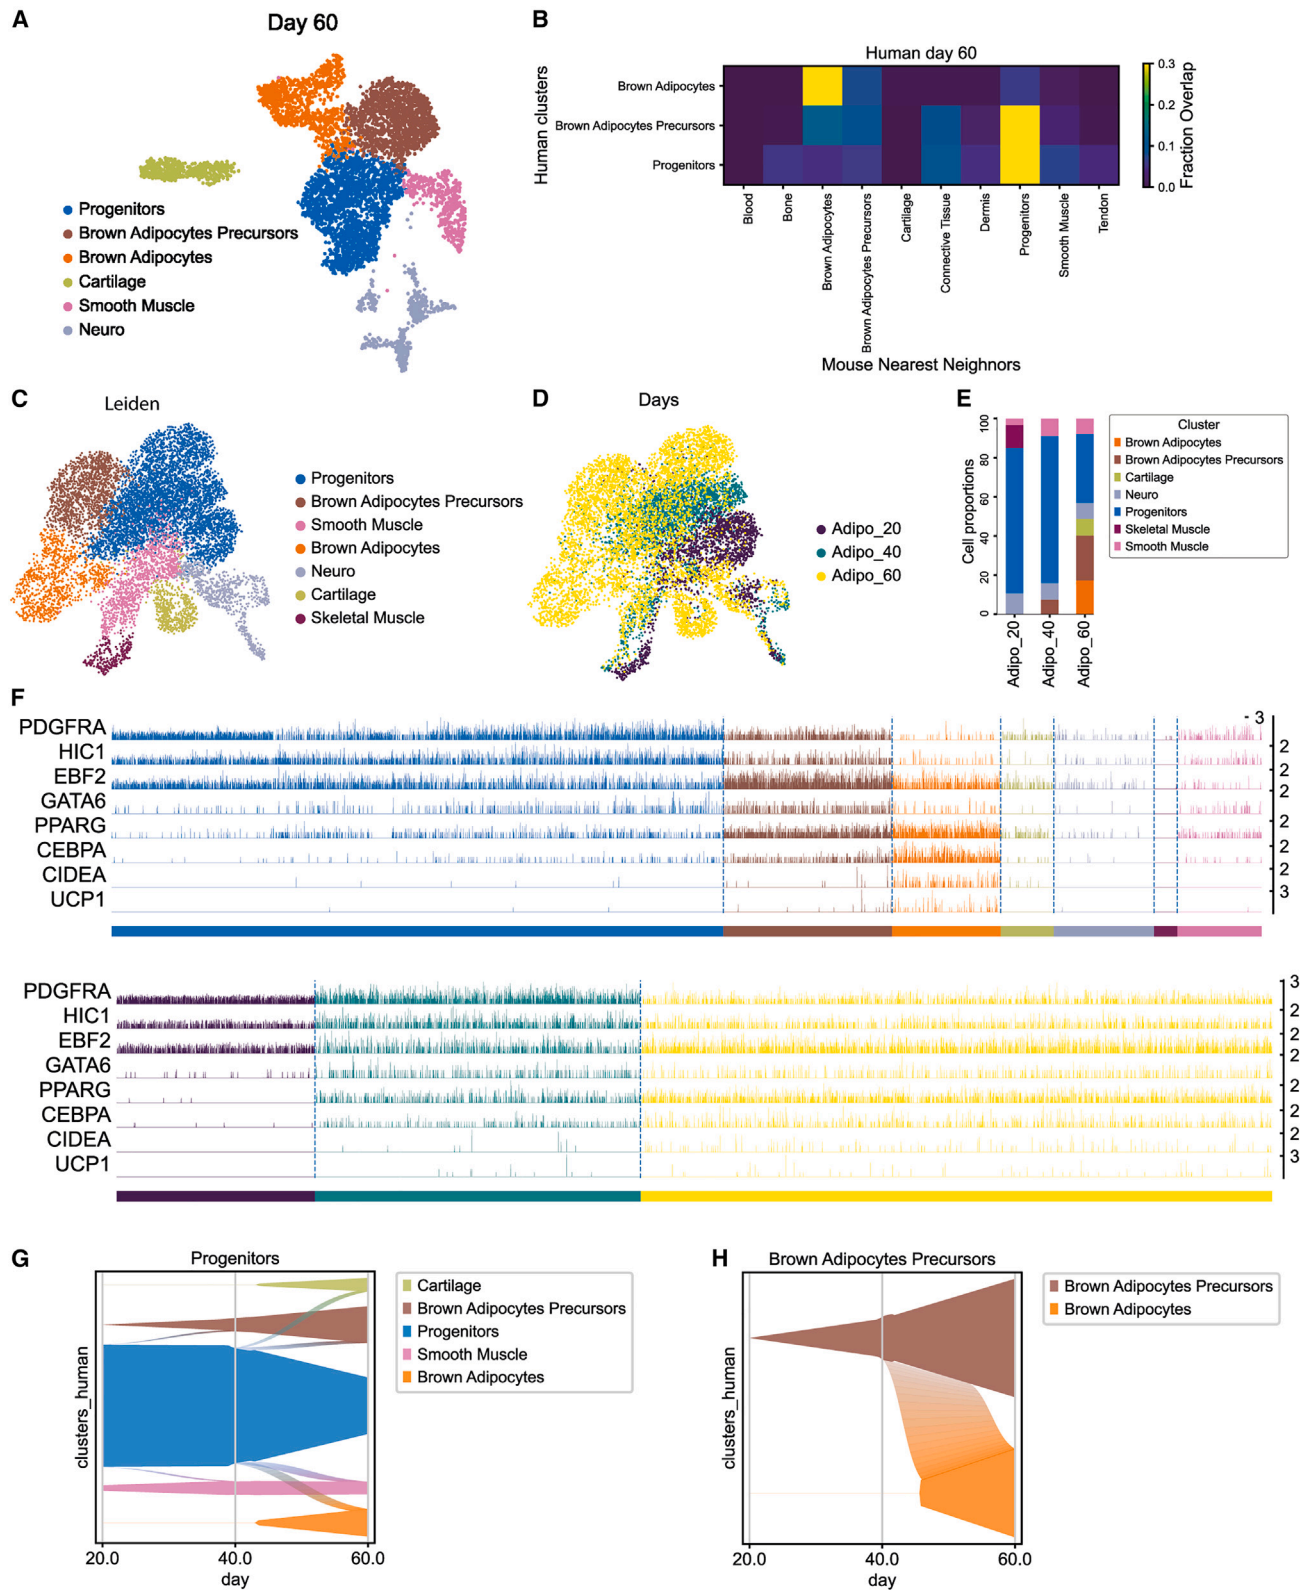 A
Day 60
Progenitors
Brown Adipocytes Precursors
Brown Adipocytes
Cartilage
Smooth Muscle
Neuro
B
Human day 60
Human clusters
Brown Adipocytes
Brown Adipocytes Precursors
Progenitors
Blood
Bone
Brown Adipocytes
Brown Adipocytes Precursors
Cartilage
Connective Tissue
Dermis
Progenitors
Smooth Muscle
Tendon
Mouse Nearest Neighnors
0.3
0.2
0.1
0.0
Fraction Overlap
C
Leiden
Progenitors
Brown Adipocytes Precursors
Smooth Muscle
Brown Adipocytes
Neuro
Cartilage
Skeletal Muscle
D
Days
Adipo_20
Adipo_40
Adipo_60
E
Cell proportions
100
80
60
40
20
0
Adipo_20
Adipo_40
Adipo_60
Cluster
Brown Adipocytes
Brown Adipocytes Precursors
Cartilage
Neuro
Progenitors
Skeletal Muscle
Smooth Muscle
F
PDGFRA
HIC1
EBF2
GATA6
PPARG
CEBPA
CIDEA
UCP1
3
2
2
2
2
2
2
3
PDGFRA
HIC1
EBF2
GATA6
PPARG
CEBPA
CIDEA
UCP1
3
2
2
2
2
2
2
3
G
Progenitors
clusters_human
20.0
40.0
60.0
day
Cartilage
Brown Adipocytes Precursors
Progenitors
Smooth Muscle
Brown Adipocytes
H
Brown Adipocytes Precursors
clusters_human
20.0
40.0
60.0
day
Brown Adipocytes Precursors
Brown Adipocytes